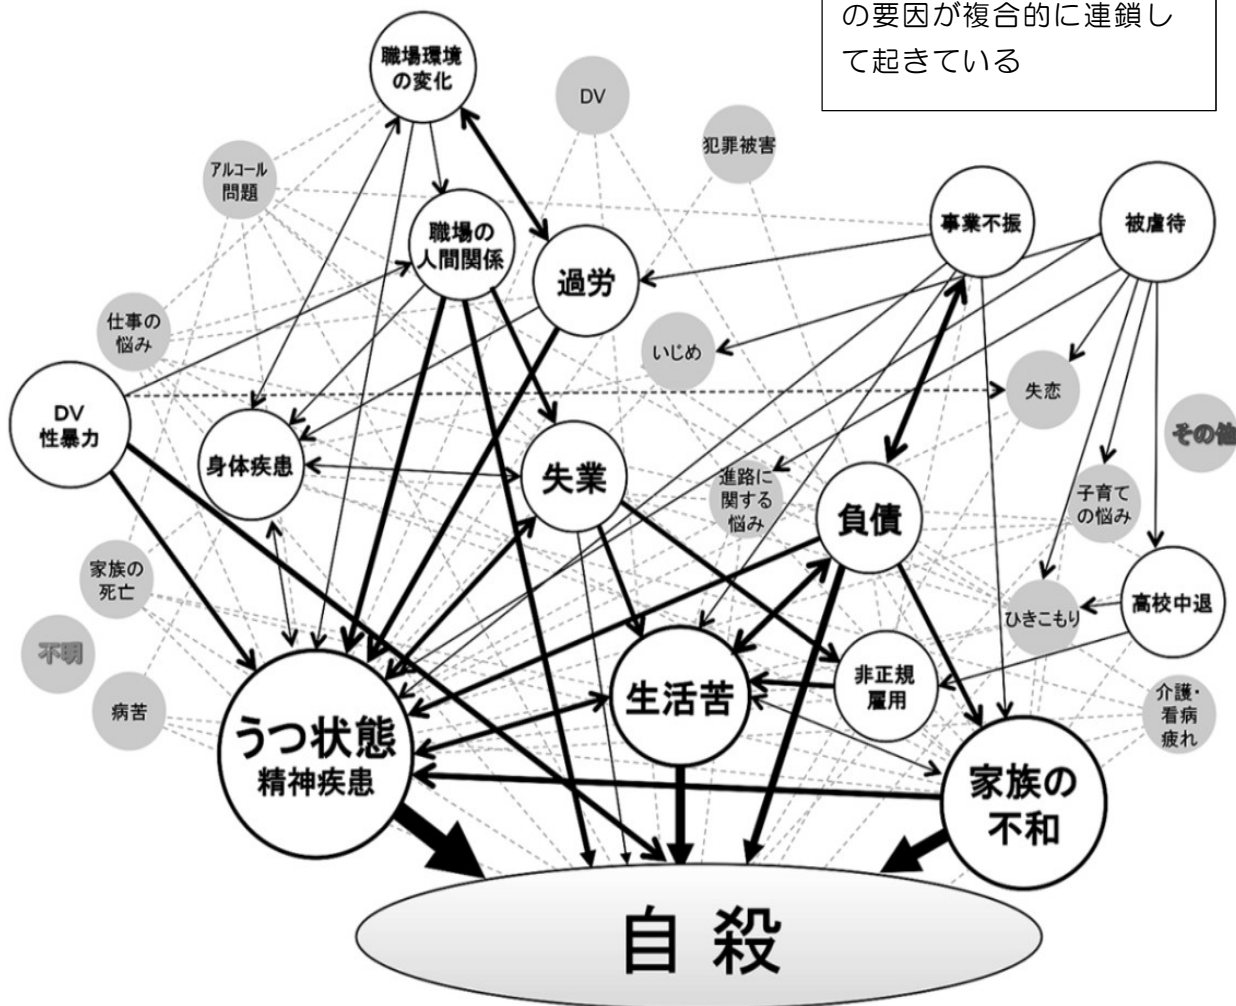 の要因が複合的に連鎖し
て起きている
職場環境
の変化
DV
犯罪被害
アルコール
問題
職場の
人間関係
過労
事業不振
被虐待
仕事の
悩み
いじめ
失恋
DV
性暴力
その他
身体疾患
失業
進路に
関する
悩み
負債
子育て
の悩み
家族の
死亡
ひきこもり
高校中退
不明
病苦
うつ状態
精神疾患
生活苦
非正規
雇用
介護・
看病
疲れ
家族の
不和
自殺